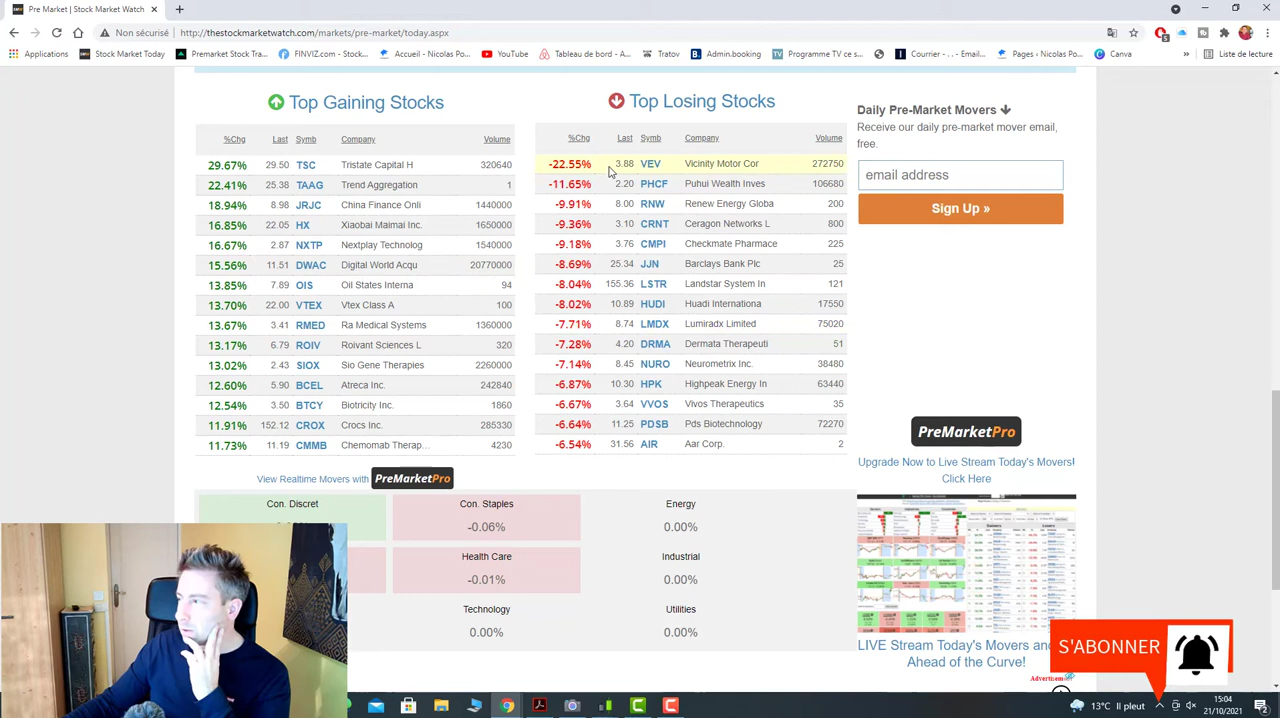 Pre Market | Stock Market Watch
Non sécurisé | http://thestockmarketwatch.com/markets/pre-market/today.aspx
Applications Stock Market Today Premarket Stock Tra... FINVIZ.com - Stock... Accueil - Nicolas Po... YouTube Tableau de bord - A... Tratov Admin.booking Programme TV ce s... Courrier - . . - Email... Pages › Nicolas Po... Canva » Liste de lecture
Top Gaining Stocks
%Chg Last Symb Company Volume
29.67% 29.50 TSC Tristate Capital H 320640
22.41% 25.38 TAAG Trend Aggregation 1
18.94% 8.98 JRJC China Finance Onli 1440000
16.85% 22.05 HX Xiaobai Maimai Inc. 1650000
16.67% 2.87 NXTP Nextplay Technolog 1540000
15.56% 11.51 DWAC Digital World Acqu 20770000
13.85% 7.89 OIS Oil States Interna 94
13.70% 22.00 VTEX Vtex Class A 100
13.67% 3.41 RMED Ra Medical Systems 1360000
13.17% 6.79 ROIV Roivant Sciences L 320
13.02% 2.43 SIOX Sio Gene Therapies 2260000
12.60% 5.90 BCEL Atreca Inc. 242840
12.54% 3.50 BTCY Biotricity Inc. 1860
11.91% 152.12 CROX Crocs Inc. 285330
11.73% 11.19 CMMB Chemomab Therap... 4230
View Realtime Movers with PreMarketPro
Top Losing Stocks
%Chg Last Symb Company Volume
-22.55% 3.88 VEV Vicinity Motor Cor 272750
-11.65% 2.20 PHCF Puhui Wealth Inves 106680
-9.91% 8.00 RNW Renew Energy Globa 200
-9.36% 3.10 CRNT Ceragon Networks L 800
-9.18% 3.76 CMPI Checkmate Pharmace 225
-8.69% 25.34 JJN Barclays Bank Plc 25
-8.04% 155.36 LSTR Landstar System In 121
-8.02% 10.89 HUDI Huadi Internationa 17550
-7.71% 8.74 LMDX Lumiradx Limited 75020
-7.28% 4.20 DRMA Dermata Therapeuti 51
-7.14% 8.45 NURO Neurometrix Inc. 38480
-6.87% 10.30 HPK Highpeak Energy In 63440
-6.67% 3.64 VVOS Vivos Therapeutics 35
-6.64% 11.25 PDSB Pds Biotechnology 72270
-6.54% 31.56 AIR Aar Corp. 2
Daily Pre-Market Movers
Receive our daily pre-market mover email,
free.
email address
Sign Up »
PreMarketPro
Upgrade Now to Live Stream Today's Movers!
Click Here
Con. Discret Con. Staples Energy
-0.06% 0.00%
Health Care Industrial
-0.01% 0.00%
Technology Utilities
0.00%
LIVE Stream Today's Movers and
Ahead of the Curve!
S'ABONNER
13°C Il pleut
15:04
21/10/2021